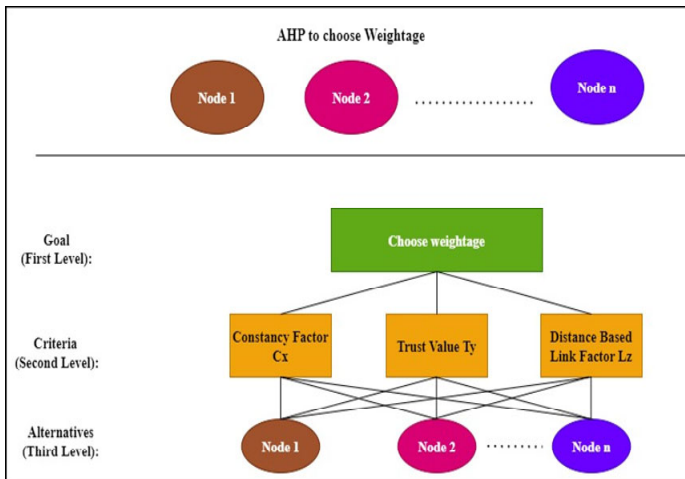 AHP to choose Weightage
Node 1
Node 2
Node n
Goal
(First Level):
Choose weightage
Criteria
(Second Level):
Constancy Factor
Cx
Trust Value Ty
Distance Based
Link Factor Lz
Alternatives
(Third Level):
Node 1
Node 2
Node n